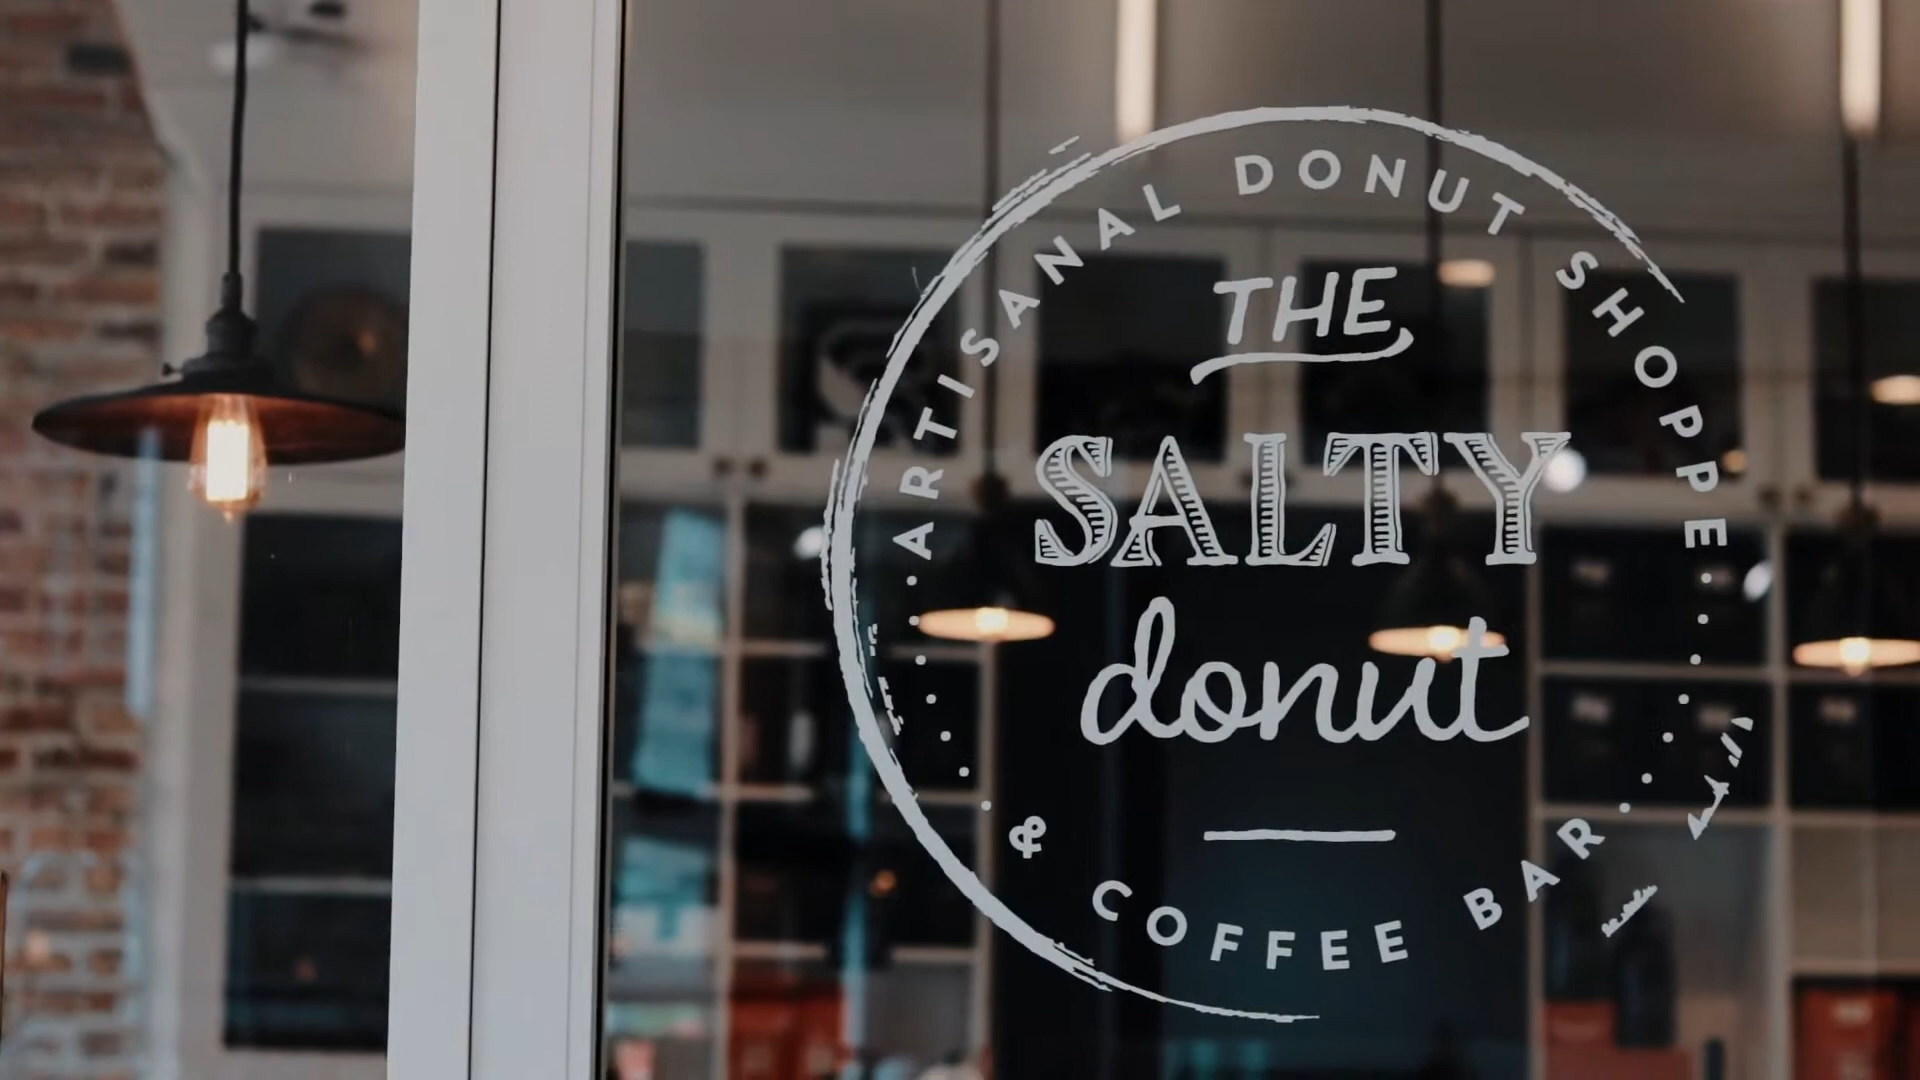 ARTISANAL DONUT SHOPPE
THE
SALTY
donut
& COFFEE BAR